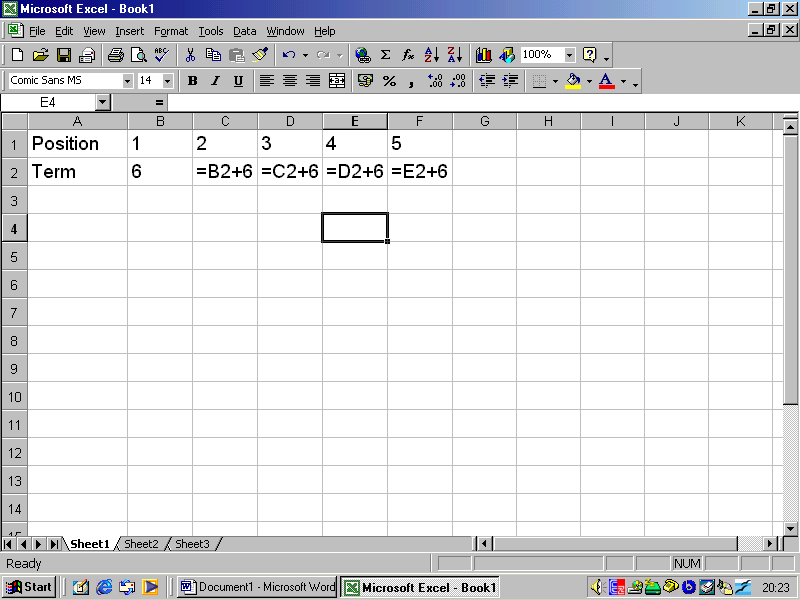 Microsoft Excel - Book1
File Edit View Insert Format Tools Data Window Help
ABC Σ fx A Z Z A 100% ?
Comic Sans MS 14 B I U % ,
E4 =
A B C D E F G H I J K
1 Position 1 2 3 4 5
2 Term 6 =B2+6 =C2+6 =D2+6 =E2+6
3
4
5
6
7
8
9
10
11
12
13
14
15
Sheet1 Sheet2 Sheet3
Ready NUM
Start Document1 - Microsoft Word Microsoft Excel - Book1 20:23